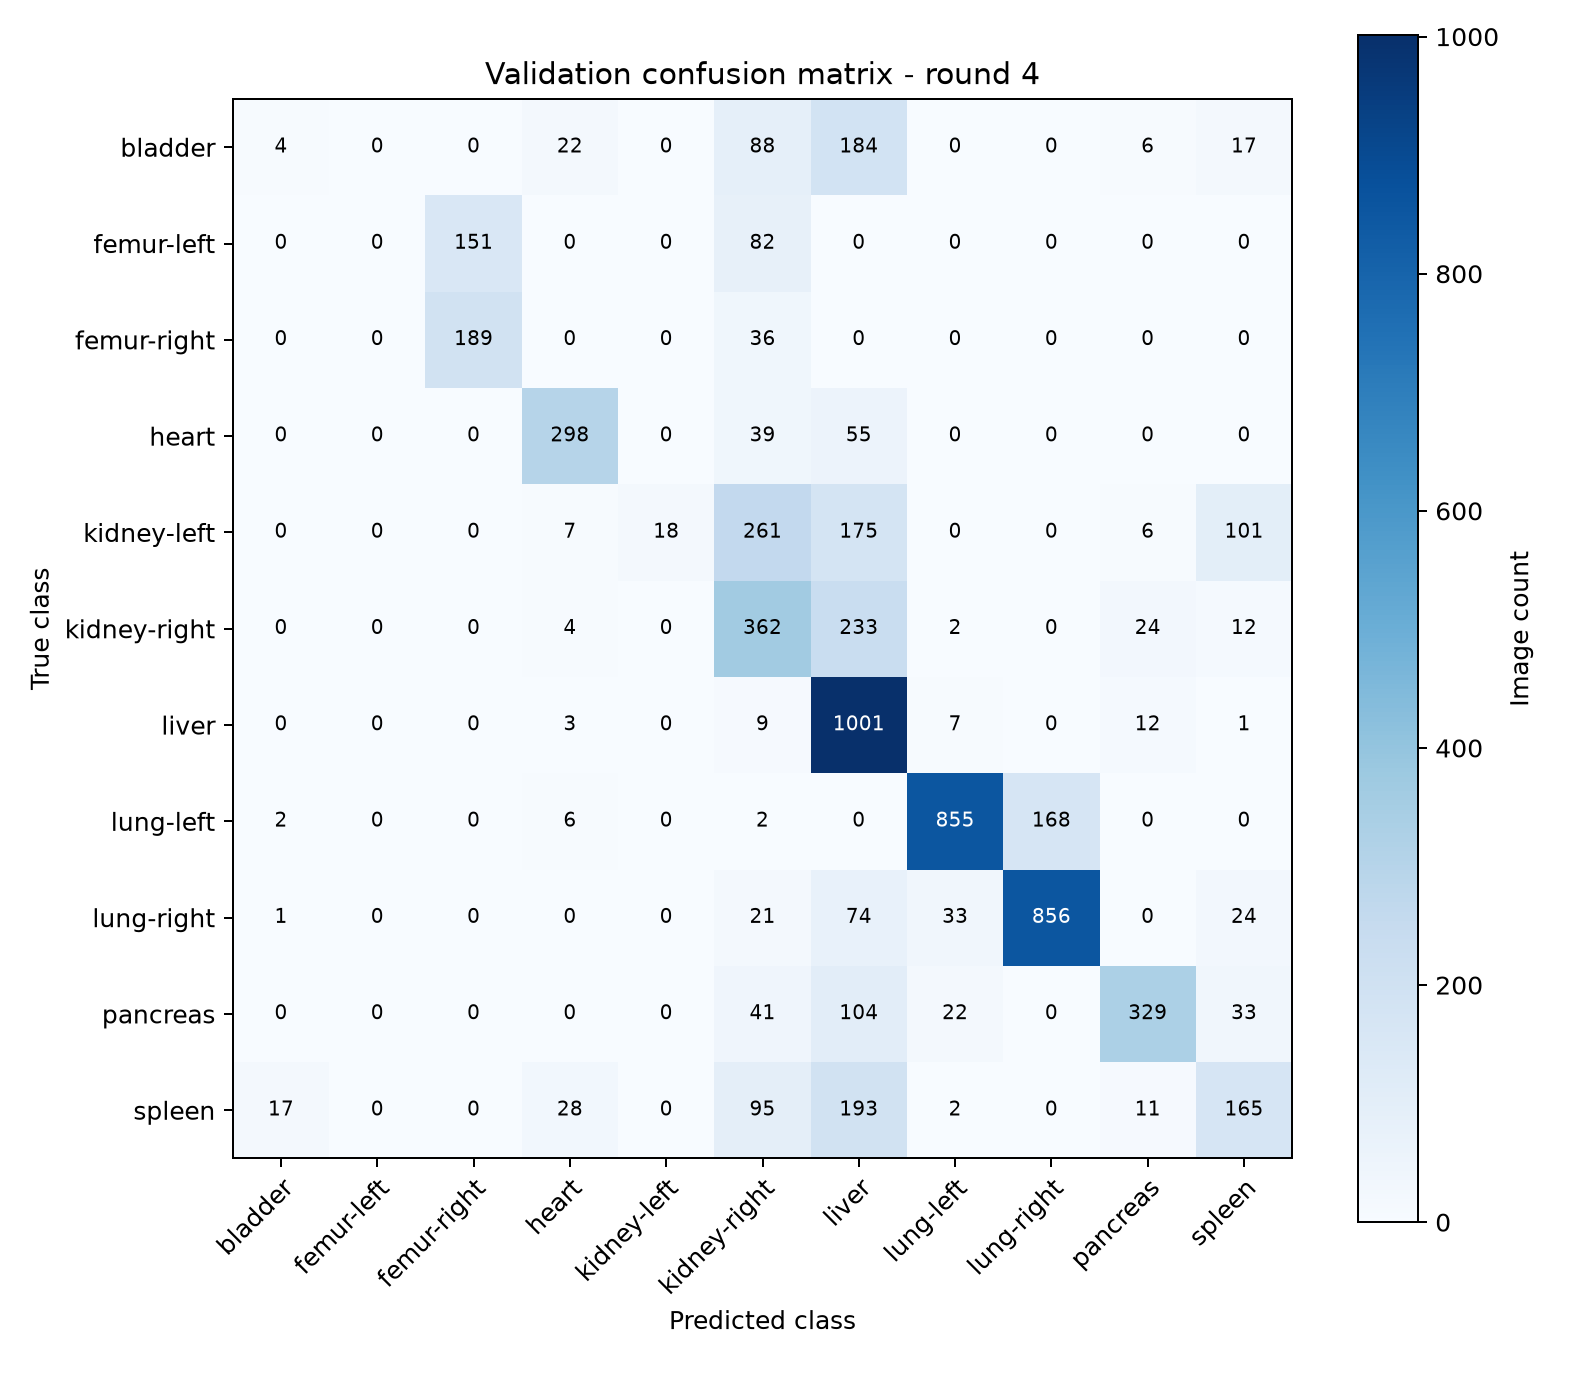 Validation confusion matrix - round 4
bladder 4 0 0 22 0 88 184 0 0 6 17
femur-left 0 0 151 0 0 82 0 0 0 0 0
femur-right 0 0 189 0 0 36 0 0 0 0 0
heart 0 0 0 298 0 39 55 0 0 0 0
kidney-left 0 0 0 7 18 261 175 0 0 6 101
kidney-right 0 0 0 4 0 362 233 2 0 24 12
liver 0 0 0 3 0 9 1001 7 0 12 1
lung-left 2 0 0 6 0 2 0 855 168 0 0
lung-right 1 0 0 0 0 21 74 33 856 0 24
pancreas 0 0 0 0 0 41 104 22 0 329 33
spleen 17 0 0 28 0 95 193 2 0 11 165
bladder femur-left femur-right heart kidney-left kidney-right liver lung-left lung-right pancreas spleen
Predicted class
True class
1000
800
600
400
200
0
Image count